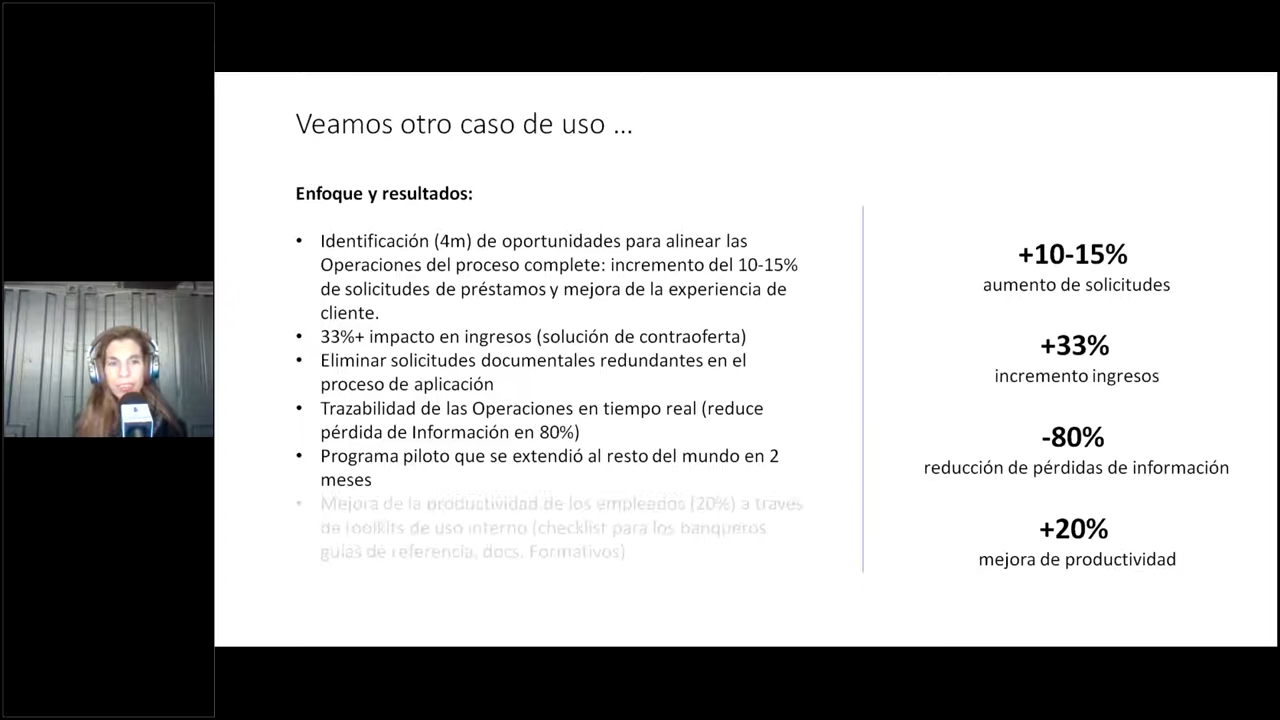 Veamos otro caso de uso ...
Enfoque y resultados:
• Identificación (4m) de oportunidades para alinear las
Operaciones del proceso complete: incremento del 10-15%
de solicitudes de préstamos y mejora de la experiencia de
cliente.
• 33%+ impacto en ingresos (solución de contraoferta)
• Eliminar solicitudes documentales redundantes en el
proceso de aplicación
• Trazabilidad de las Operaciones en tiempo real (reduce
pérdida de Información en 80%)
• Programa piloto que se extendió al resto del mundo en 2
meses
• Mejora de la productividad de los empleados (20%) a traves
de toolkits de uso interno (checklist para los banqueros
guías de referencia, docs. Formativos)
+10-15%
aumento de solicitudes
+33%
incremento ingresos
-80%
reducción de pérdidas de información
+20%
mejora de productividad